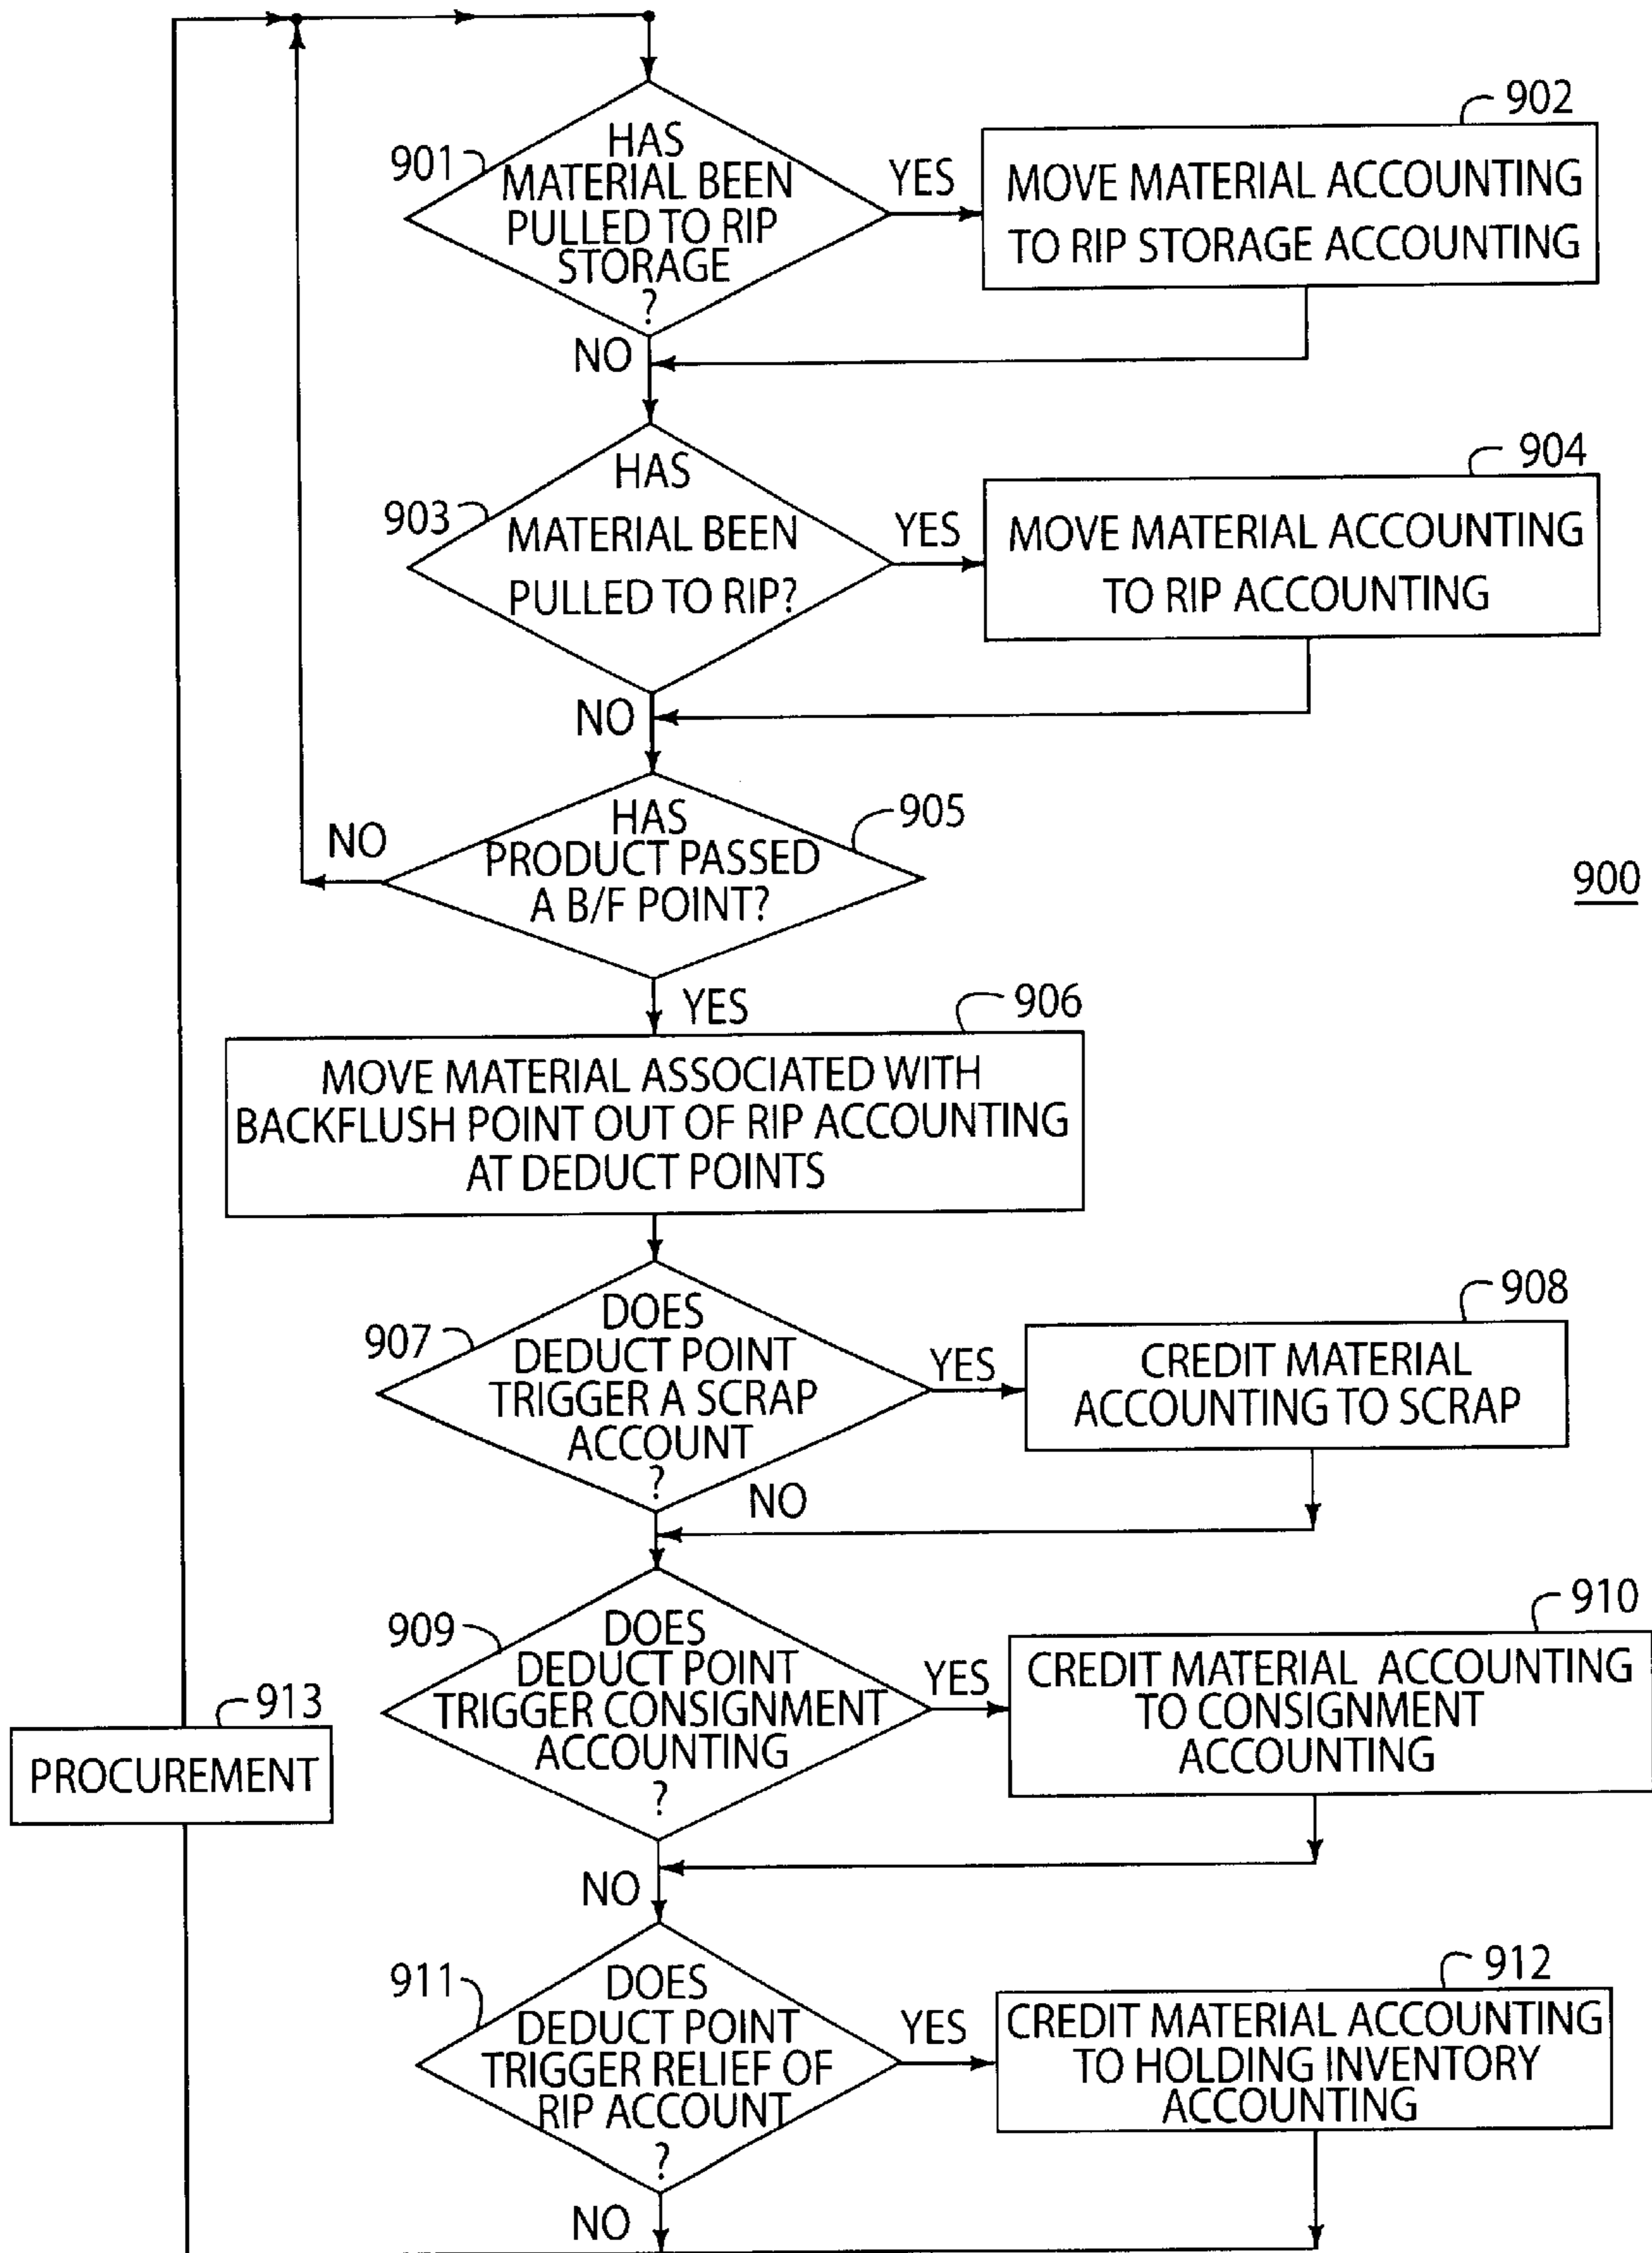 HAS
MATERIAL BEEN
PULLED TO RIP
STORAGE
?
901
YES
902
MOVE MATERIAL ACCOUNTING
TO RIP STORAGE ACCOUNTING
NO
HAS
MATERIAL BEEN
PULLED TO RIP?
903
YES
904
MOVE MATERIAL ACCOUNTING
TO RIP ACCOUNTING
NO
HAS
PRODUCT PASSED
A B/F POINT?
905
NO
900
YES
906
MOVE MATERIAL ASSOCIATED WITH
BACKFLUSH POINT OUT OF RIP ACCOUNTING
AT DEDUCT POINTS
907
DOES
DEDUCT POINT
TRIGGER A SCRAP
ACCOUNT
?
YES
908
CREDIT MATERIAL
ACCOUNTING TO SCRAP
NO
909
DOES
DEDUCT POINT
TRIGGER CONSIGNMENT
ACCOUNTING
?
YES
910
CREDIT MATERIAL ACCOUNTING
TO CONSIGNMENT
ACCOUNTING
913
PROCUREMENT
NO
911
DOES
DEDUCT POINT
TRIGGER RELIEF OF
RIP ACCOUNT
?
YES
912
CREDIT MATERIAL ACCOUNTING
TO HOLDING INVENTORY
ACCOUNTING
NO